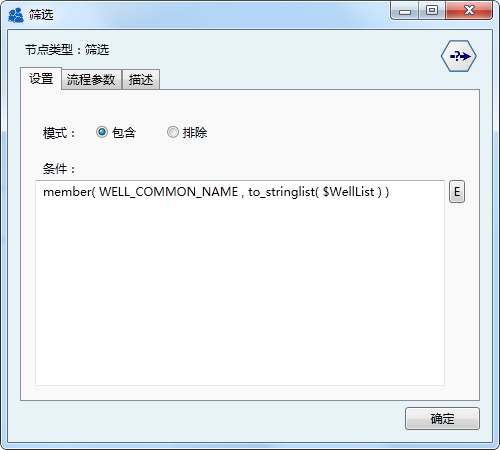 筛选
节点类型：筛选
-?->
设置 流程参数 描述
模式： 包含 排除
条件：
member( WELL_COMMON_NAME , to_stringlist( $WellList ) )
E
确定